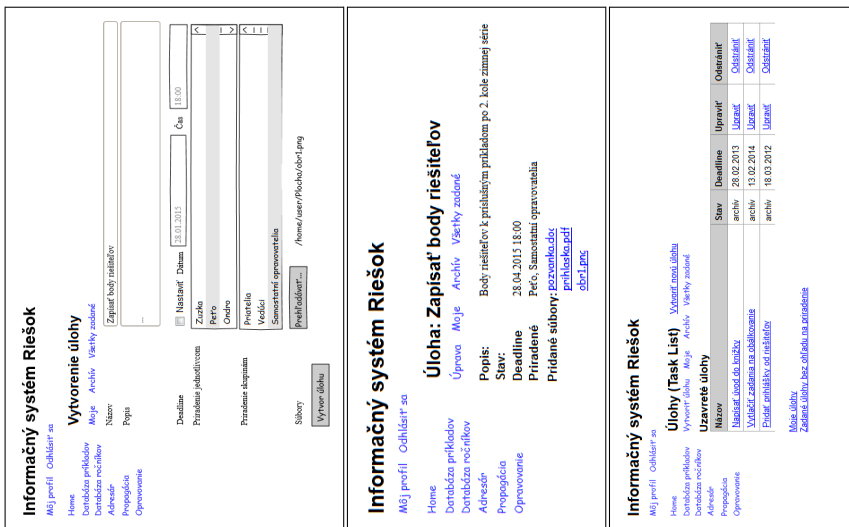 Informačný systém Riešok
Môj profil Odhlásiť sa
Home
Databáza príkladov
Databáza ročníkov
Adresár
Propagácia
Opravovanie
Vytvorenie úlohy
Moje Archív Všetky zadané
Názov Zapísať body riešiteľov
Popis ...
Deadline Nastaviť Dátum 28.01.2015 Čas 18:00
Priradenie jednotlivcom Zuzka
Peťo
Ondro
Priradenie skupinám Priatelia
Vedúci
Samostatní opravovatelia
Súbory Prehľadávať... /home/user/Plocha/obr1.png
Vytvor úlohu
Informačný systém Riešok
Môj profil Odhlásiť sa
Home
Databáza príkladov
Databáza ročníkov
Adresár
Propagácia
Opravovanie
Úloha: Zapísať body riešiteľov
Úprava Moje Archív Všetky zadané
Popis: Body riešiteľov k príslušným príkladom po 2. kole zimnej série
Stav:
Deadline 28.04.2015 18:00
Priradené Peťo, Samostatní opravovatelia
Pridané súbory: pozvanka.doc
prihlaska.pdf
obr1.png
Informačný systém Riešok
Môj profil Odhlásiť sa
Home
Databáza príkladov
Databáza ročníkov
Adresár
Propagácia
Opravovanie
Úlohy (Task List) Vytvoriť novú úlohu
Vytvoriť úlohu Moje Archív Všetky zadané
Uzavreté úlohy
Názov Stav Deadline Upraviť Odstrániť
Napísať úvod do knižky archív 28.02.2013 Upraviť Odstrániť
Vytlačiť zadania na obálkovanie archív 13.02.2014 Upraviť Odstrániť
Pridať prihlášky od riešiteľov archív 18.03.2012 Upraviť Odstrániť
Moje úlohy
Zadané úlohy bez ohľadu na priradenie